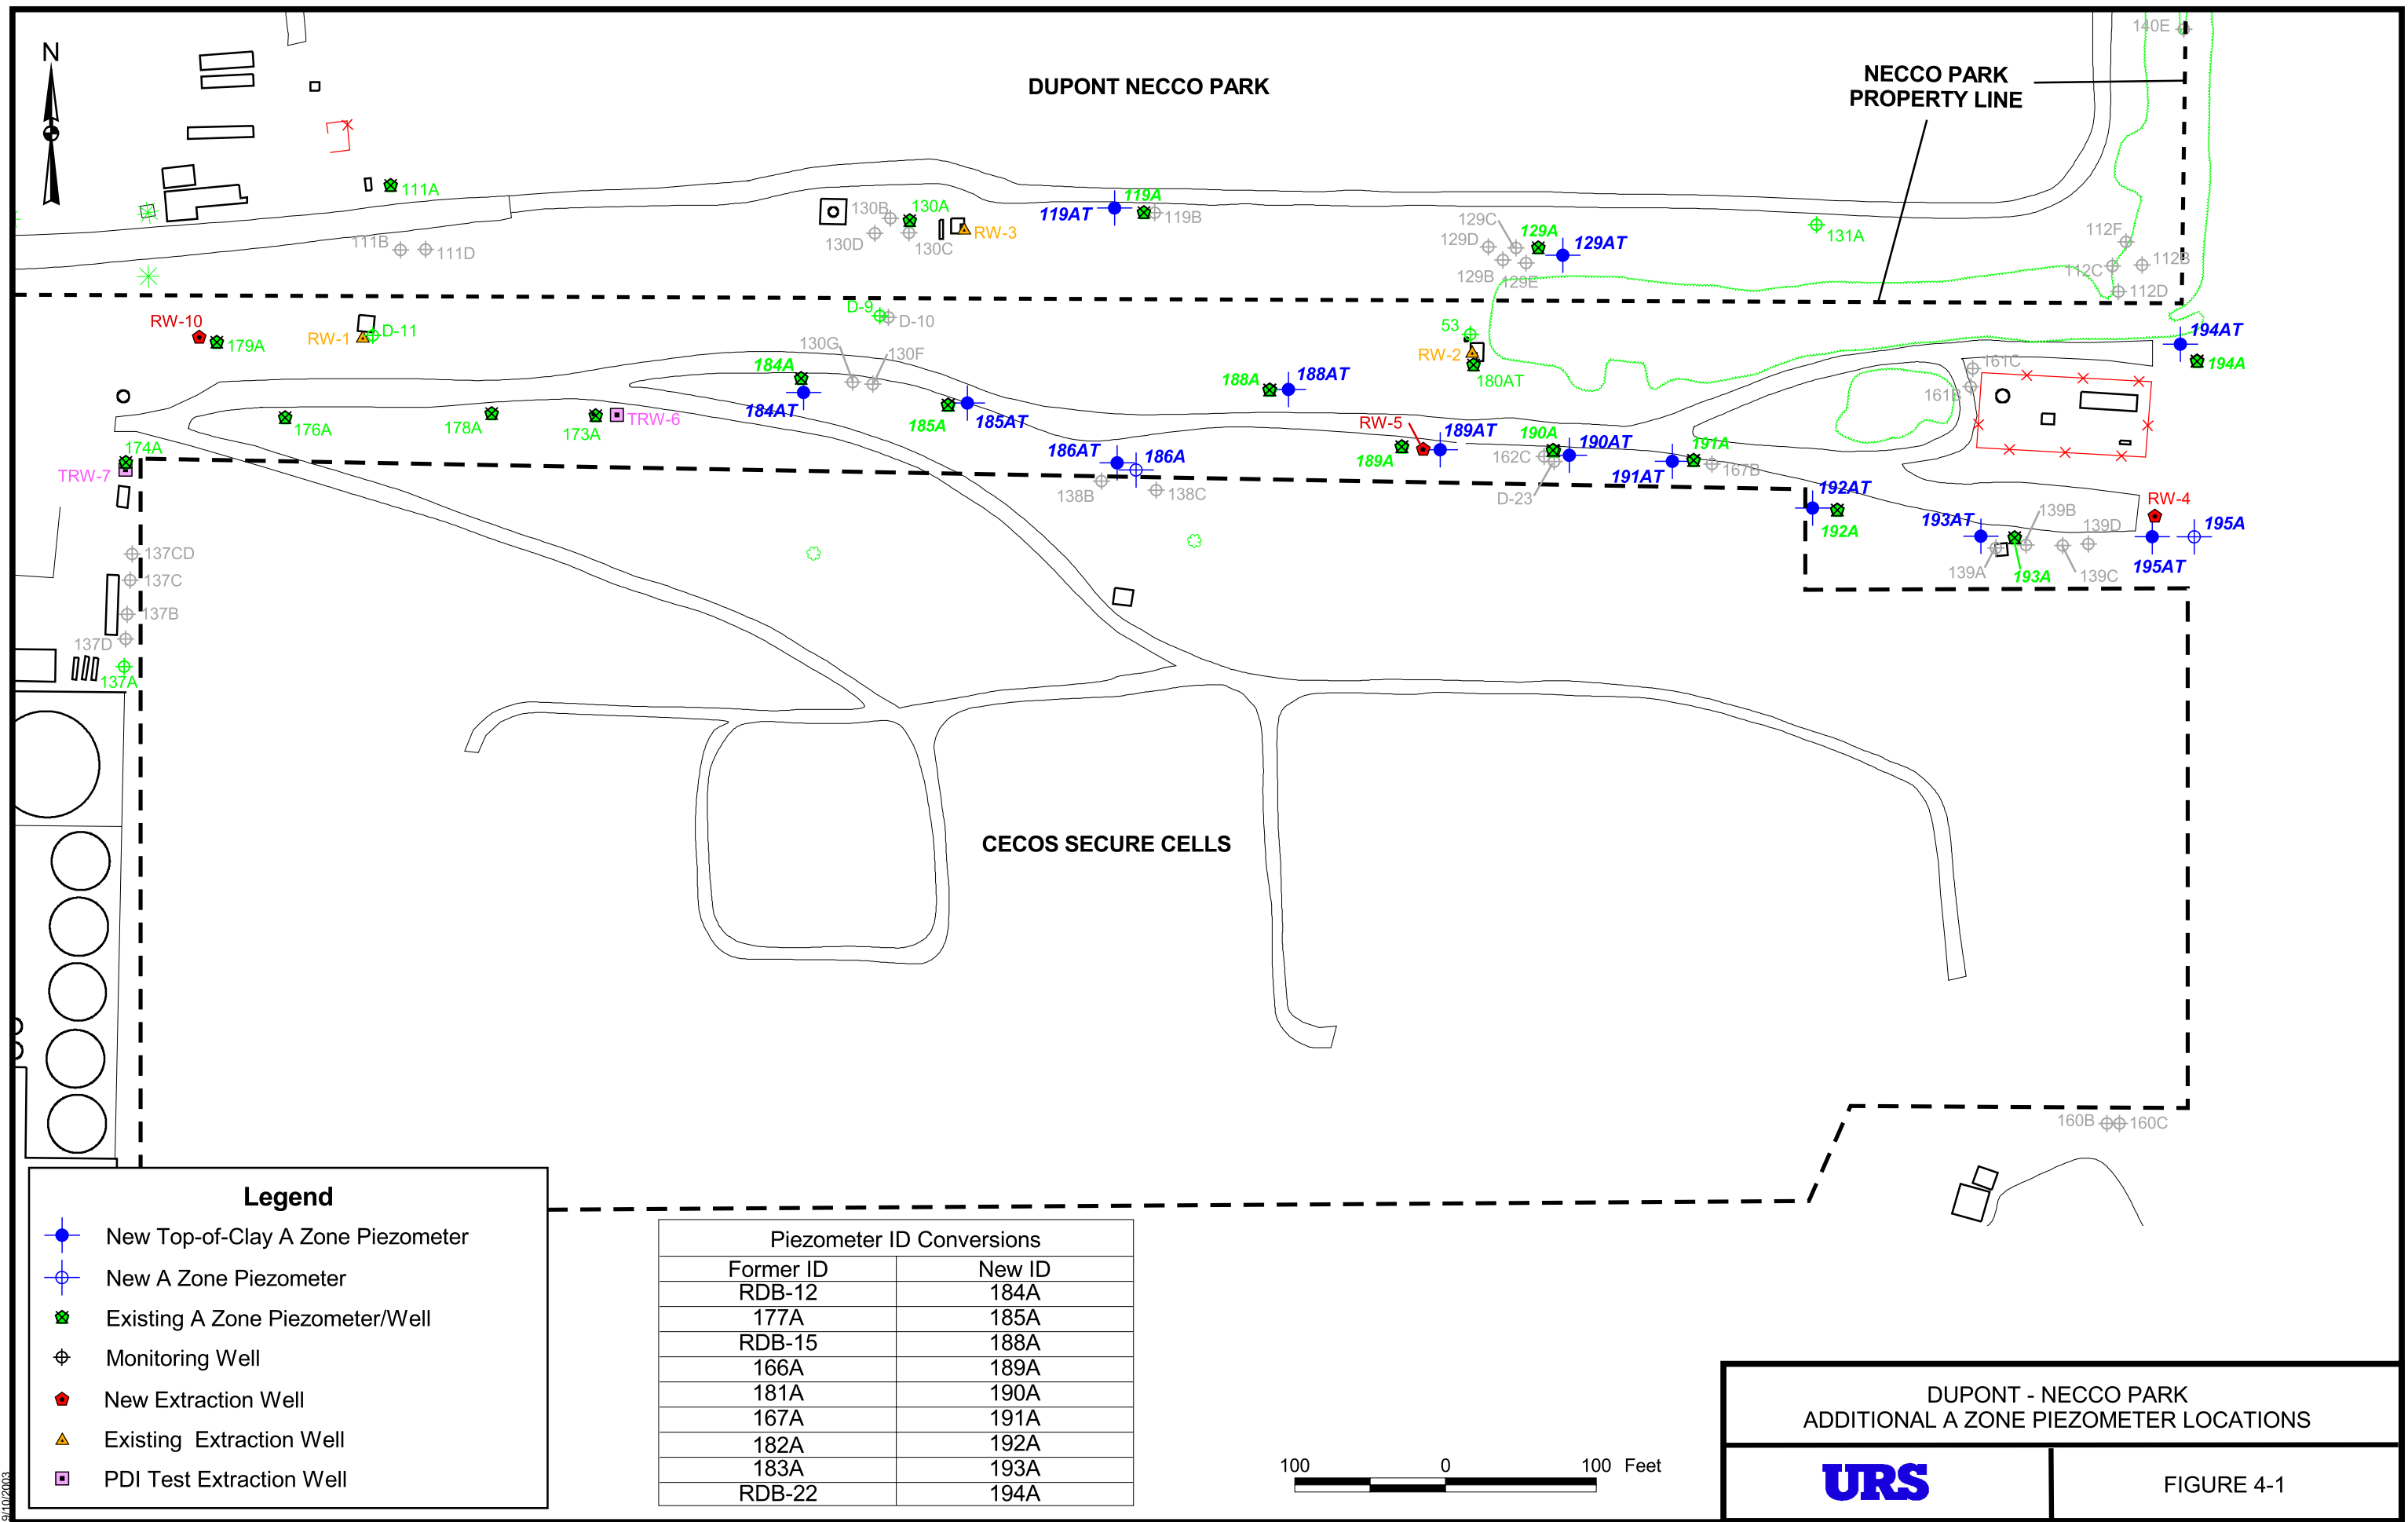 N
DUPONT NECCO PARK
NECCO PARK
PROPERTY LINE
140E
111A
111B
111D
130B
130A
130D
130C
RW-3
119A
119AT
119B
129C
129D
129A
129AT
129B
129E
131A
112F
112C
112B
112D
RW-10
179A
RW-1
D-11
D-9
D-10
130G
130F
53
RW-2
180AT
194AT
194A
184A
184AT
185A
185AT
188A
188AT
161C
161B
176A
178A
173A
TRW-6
174A
TRW-7
RW-5
189AT
189A
190A
190AT
162C
D-23
191A
191AT
167B
186AT
186A
138B
138C
192AT
192A
193AT
139B
139D
139A
193A
139C
RW-4
195A
195AT
137CD
137C
137B
137D
137A
CECOS SECURE CELLS
160B
160C
Legend
New Top-of-Clay A Zone Piezometer
New A Zone Piezometer
Existing A Zone Piezometer/Well
Monitoring Well
New Extraction Well
Existing Extraction Well
PDI Test Extraction Well
Piezometer ID Conversions
Former ID New ID
RDB-12 184A
177A 185A
RDB-15 188A
166A 189A
181A 190A
167A 191A
182A 192A
183A 193A
RDB-22 194A
100 0 100 Feet
DUPONT - NECCO PARK
ADDITIONAL A ZONE PIEZOMETER LOCATIONS
URS
FIGURE 4-1
9/10/2003